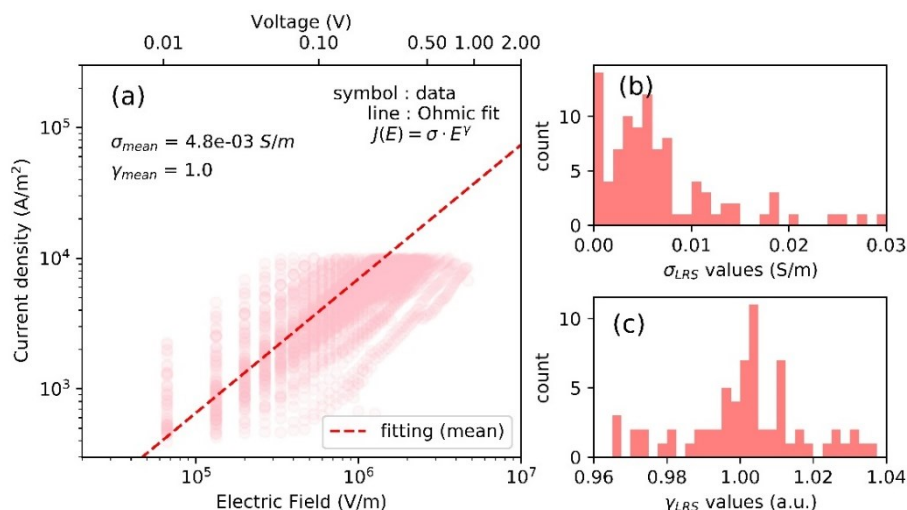 Voltage (V)
0.01 0.10 0.50 1.00 2.00
(a)
symbol : data
line : Ohmic fit
J(E) = σ · E^γ
σ_mean = 4.8e-03 S/m
γ_mean = 1.0
10^5
10^4
10^3
Current density (A/m²)
fitting (mean)
10^5 10^6 10^7
Electric Field (V/m)
(b)
count
10
5
0
0.00 0.01 0.02 0.03
σ_LRS values (S/m)
(c)
count
10
5
0
0.96 0.98 1.00 1.02 1.04
γ_LRS values (a.u.)